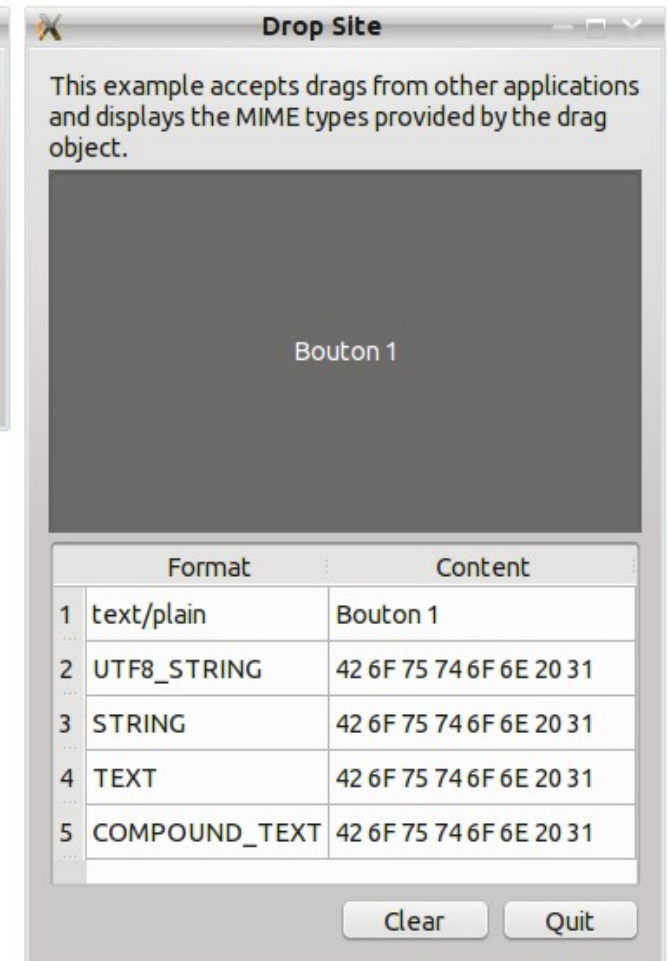 Drop Site
This example accepts drags from other applications
and displays the MIME types provided by the drag
object.
Bouton 1
Format Content
1 text/plain Bouton 1
2 UTF8_STRING 42 6F 75 74 6F 6E 20 31
3 STRING 42 6F 75 74 6F 6E 20 31
4 TEXT 42 6F 75 74 6F 6E 20 31
5 COMPOUND_TEXT 42 6F 75 74 6F 6E 20 31
Clear Quit